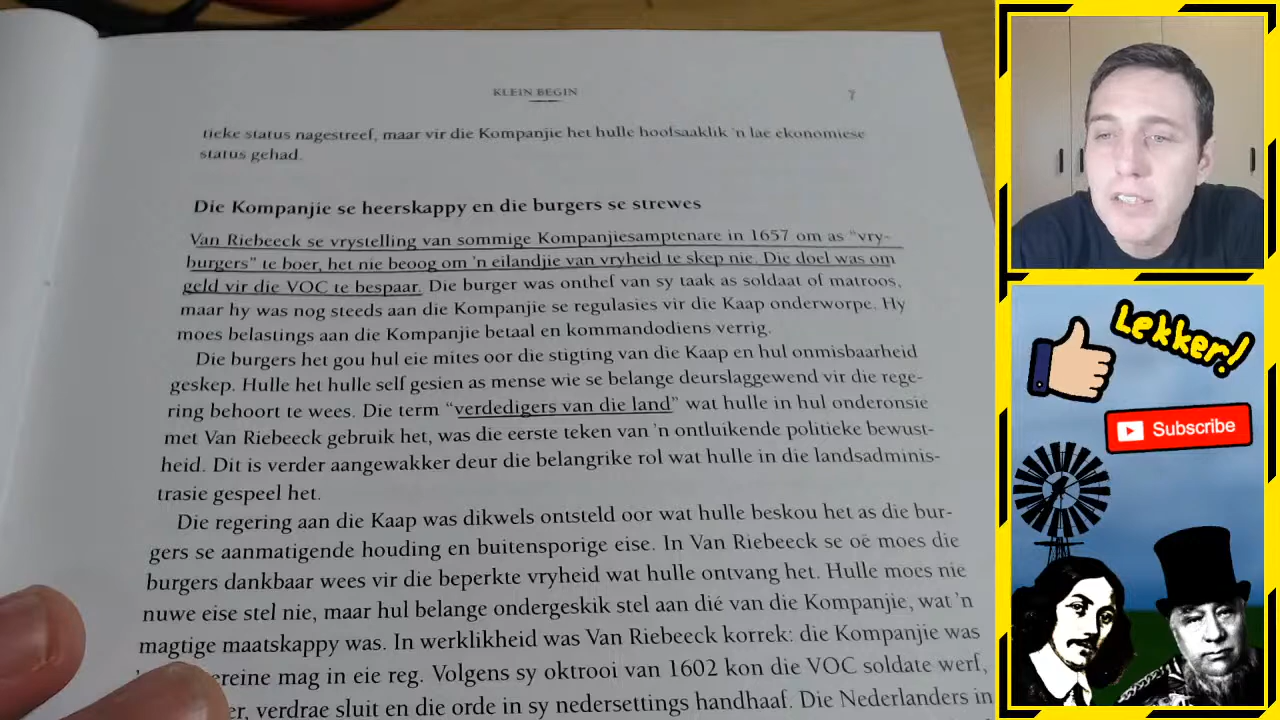 KLEIN BEGIN
7
tieke status nagestreef, maar vir die Kompanjie het hulle hoofsaaklik 'n lae ekonomiese
status gehad.
Die Kompanjie se heerskappy en die burgers se strewes
Van Riebeeck se vrystelling van sommige Kompanjiesamptenare in 1657 om as "vry-
burgers" te boer, het nie beoog om 'n eilandjie van vryheid te skep nie. Die doel was om
geld vir die VOC te bespaar. Die burger was onthef van sy taak as soldaat of matroos,
maar hy was nog steeds aan die Kompanjie se regulasies vir die Kaap onderworpe. Hy
moes belastings aan die Kompanjie betaal en kommandodiens verrig.
Die burgers het gou hul eie mites oor die stigting van die Kaap en hul onmisbaarheid
geskep. Hulle het hulle self gesien as mense wie se belange deurslaggewend vir die rege-
ring behoort te wees. Die term "verdedigers van die land" wat hulle in hul onderonsie
met Van Riebeeck gebruik het, was die eerste teken van 'n ontluikende politieke bewust-
heid. Dit is verder aangewakker deur die belangrike rol wat hulle in die landsadminis-
trasie gespeel het.
Die regering aan die Kaap was dikwels ontsteld oor wat hulle beskou het as die bur-
gers se aanmatigende houding en buitensporige eise. In Van Riebeeck se oë moes die
burgers dankbaar wees vir die beperkte vryheid wat hulle ontvang het. Hulle moes nie
nuwe eise stel nie, maar hul belange ondergeskik stel aan dié van die Kompanjie, wat 'n
magtige maatskappy was. In werklikheid was Van Riebeeck korrek: die Kompanjie was
mag in eie reg. Volgens sy oktrooi van 1602 kon die VOC soldate werf,
verdrae sluit en die orde in sy nedersettings handhaaf. Die Nederlanders in
Lekker!
Subscribe